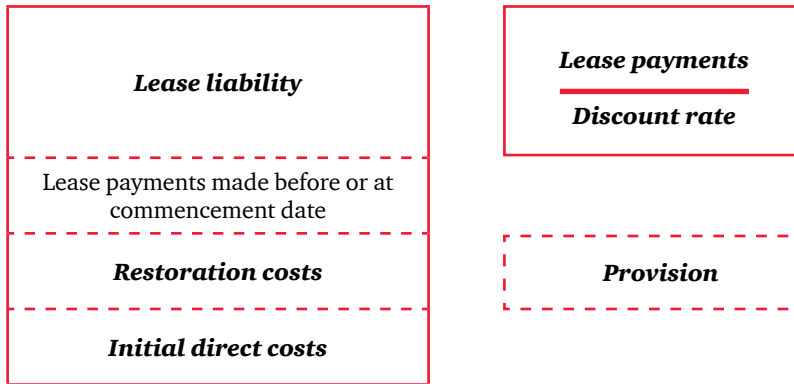 Lease liability
Lease payments made before or at
commencement date
Restoration costs
Initial direct costs
Lease payments
Discount rate
Provision